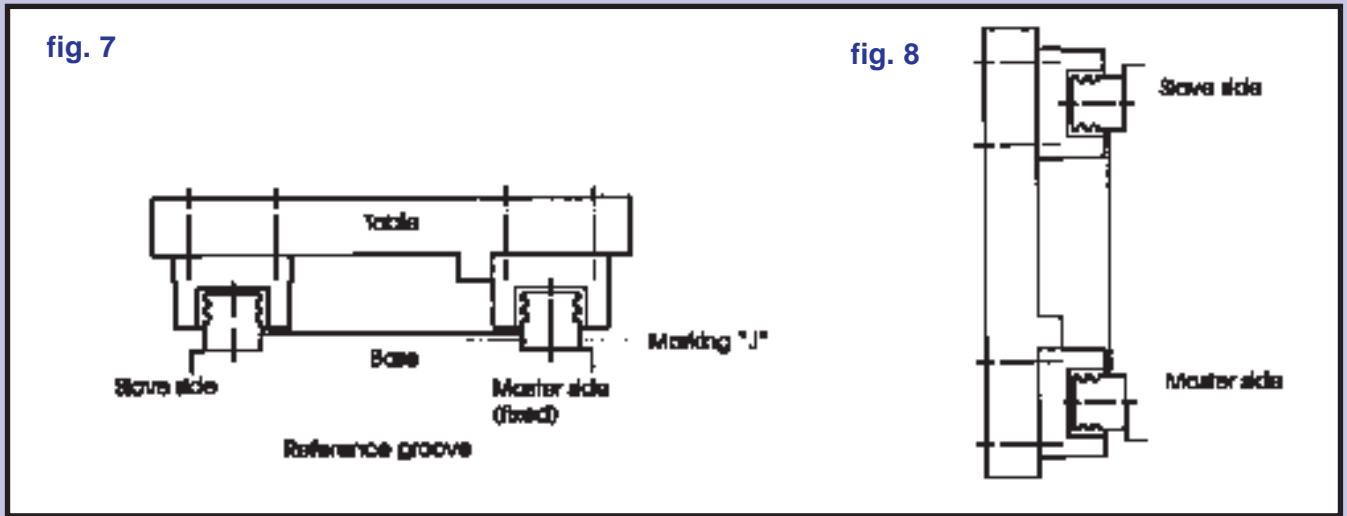 fig. 7
fig. 8
Slave side
Table
Marking "J"
Base
Slave side
Master side
(fixed)
Master side
Reference groove